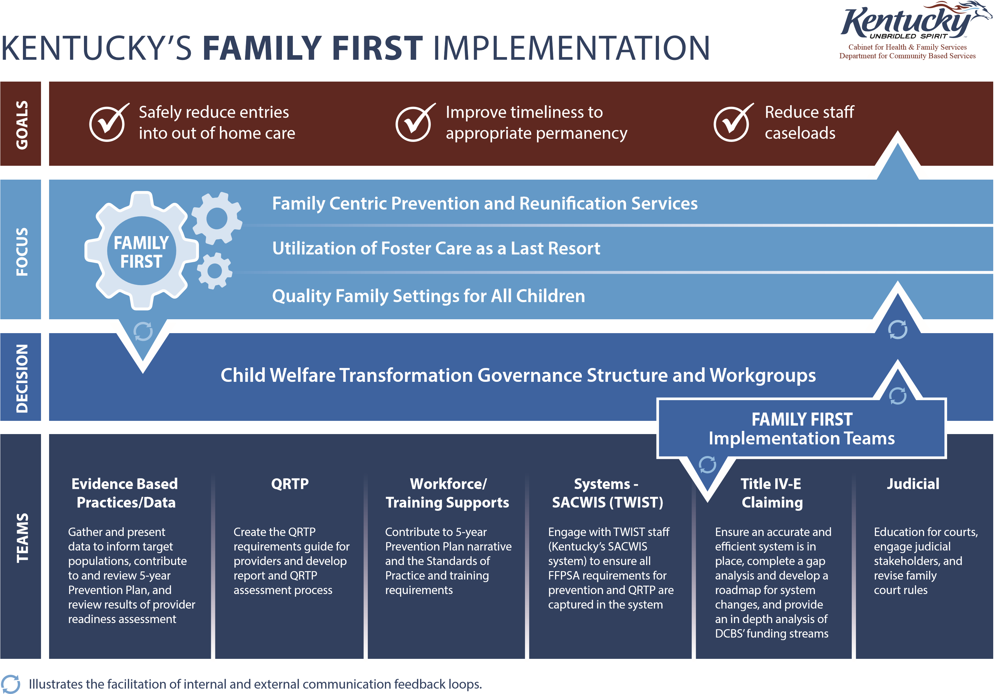 Kentucky
UNBRIDLED SPIRIT™
Cabinet for Health & Family Services
Department for Community Based Services
KENTUCKY’S FAMILY FIRST IMPLEMENTATION
GOALS
Safely reduce entries
into out of home care
Improve timeliness to
appropriate permanency
Reduce staff
caseloads
FOCUS
FAMILY
FIRST
Family Centric Prevention and Reunification Services
Utilization of Foster Care as a Last Resort
Quality Family Settings for All Children
DECISION
Child Welfare Transformation Governance Structure and Workgroups
FAMILY FIRST
Implementation Teams
TEAMS
Evidence Based
Practices/Data
Gather and present
data to inform target
populations, contribute
to and review 5-year
Prevention Plan, and
review results of provider
readiness assessment
QRTP
Create the QRTP
requirements guide for
providers and develop
report and QRTP
assessment process
Workforce/
Training Supports
Contribute to 5-year
Prevention Plan narrative
and the Standards of
Practice and training
requirements
Systems -
SACWIS (TWIST)
Engage with TWIST staff
(Kentucky’s SACWIS
system) to ensure all
FFPSA requirements for
prevention and QRTP are
captured in the system
Title IV-E
Claiming
Ensure an accurate and
efficient system is in
place, complete a gap
analysis and develop a
roadmap for system
changes, and provide
an in depth analysis of
DCBS’ funding streams
Judicial
Education for courts,
engage judicial
stakeholders, and
revise family
court rules
Illustrates the facilitation of internal and external communication feedback loops.